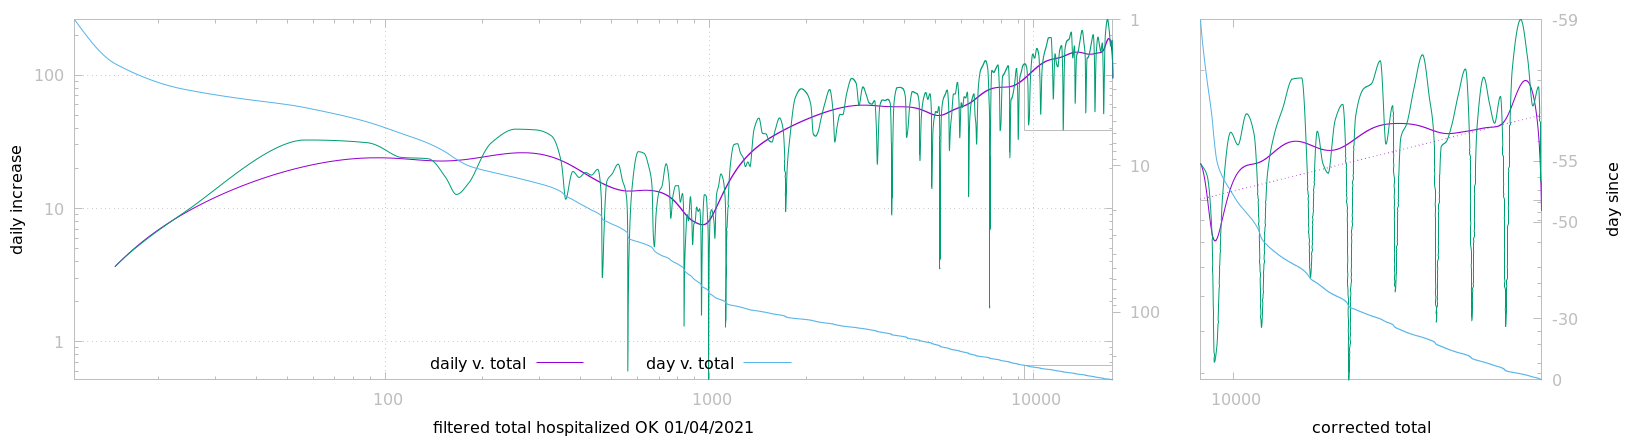 daily increase
100
10
1
100
1000
10000
1
10
100
daily v. total
day v. total
filtered total hospitalized OK 01/04/2021
-59
-55
-50
-30
0
day since
10000
corrected total